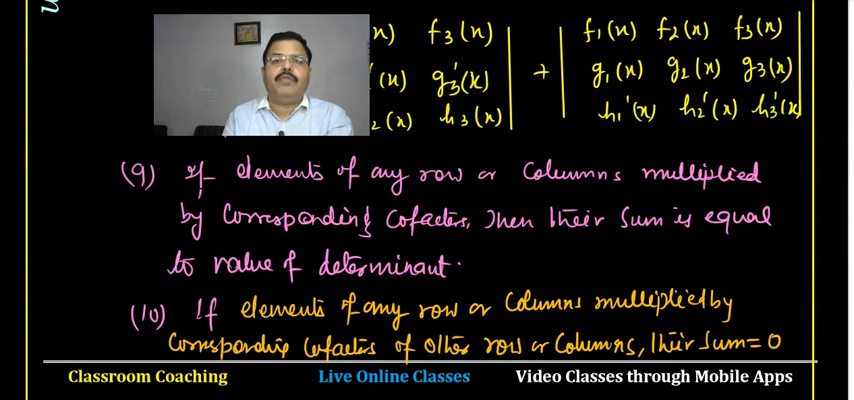 (x) f3(x) | + | f1(x) f2(x) f3(x) |
'(x) g3'(x) | | g1(x) g2(x) g3(x) |
2(x) h3(x) | | h1'(x) h2'(x) h3'(x) |
(9) If elements of any row or Columns multiplied
by Corresponding Cofactors, then their Sum is equal
to value of determinant.
(10) If elements of any row or Columns multiplied by
Corresponding Cofactors of other row or Columns, their Sum = 0
Classroom Coaching Live Online Classes Video Classes through Mobile Apps